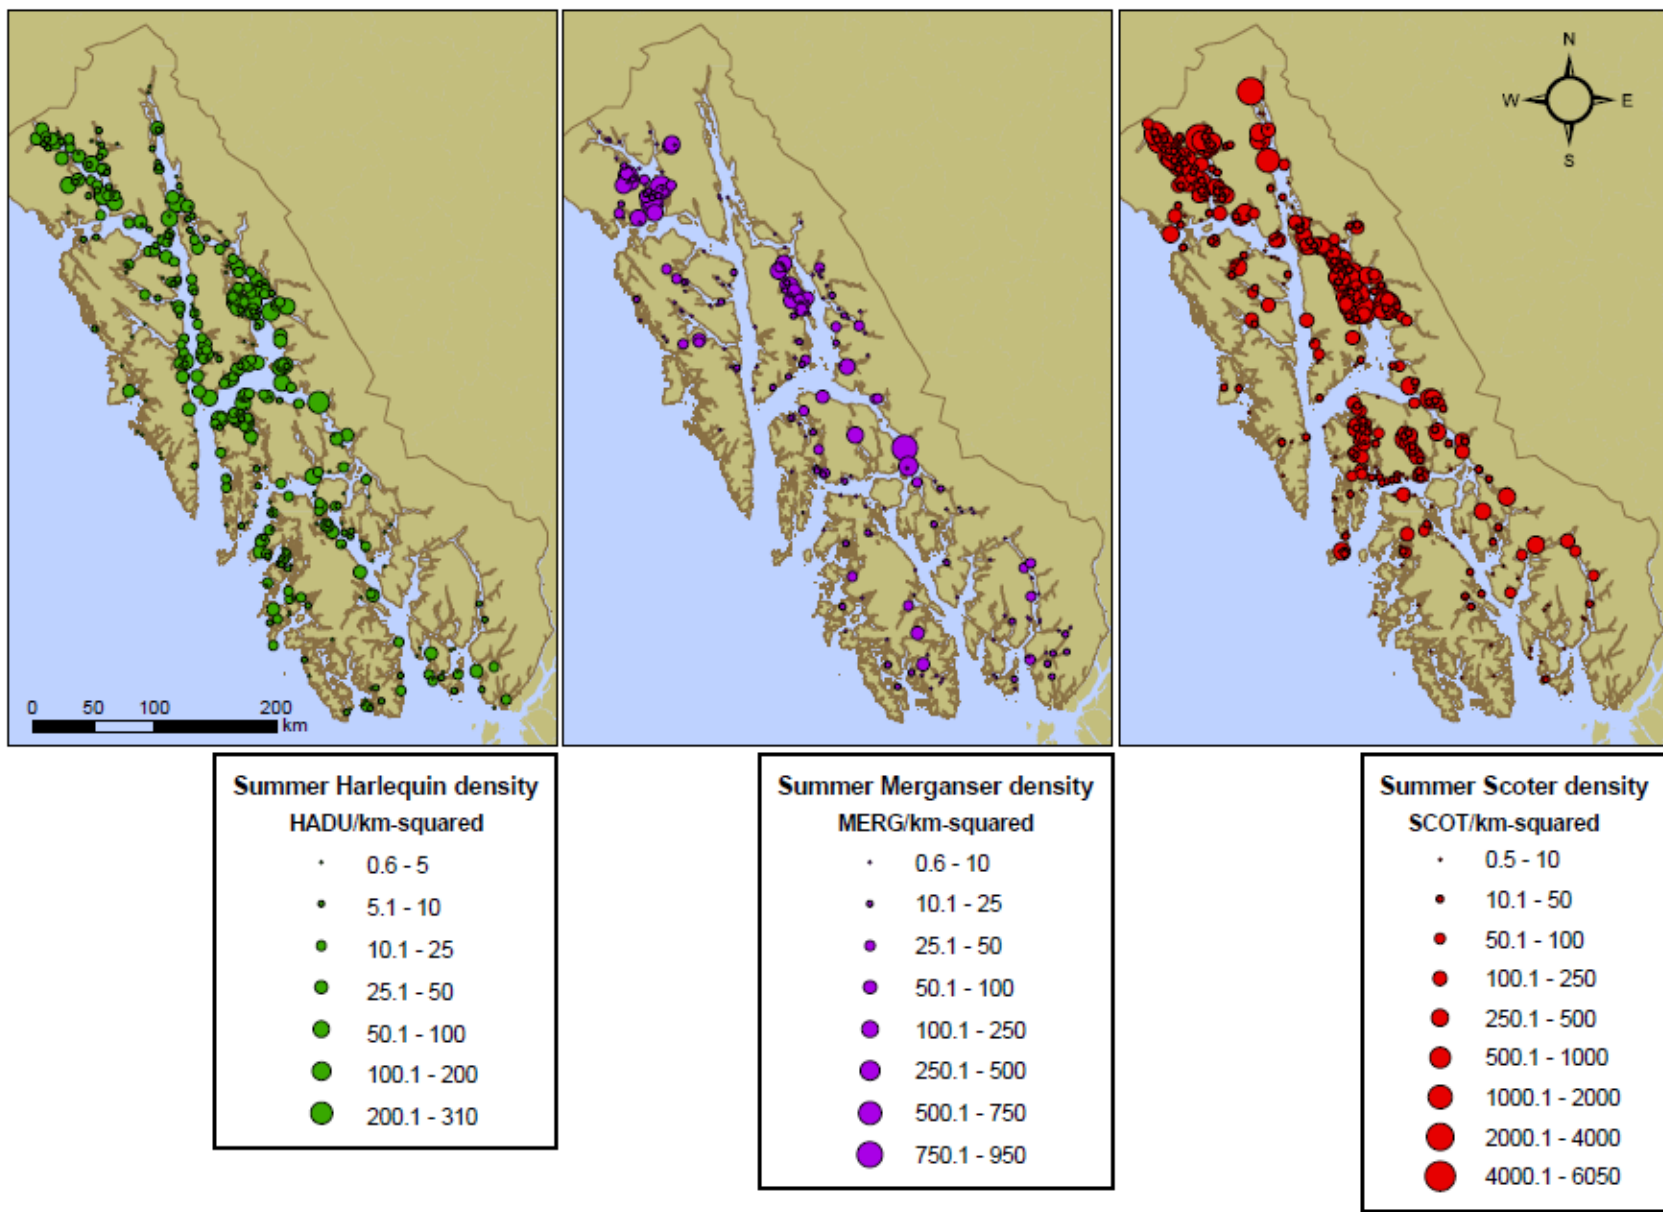 N
W E
S
0 50 100 200
km
Summer Harlequin density
HADU/km-squared
0.6 - 5
5.1 - 10
10.1 - 25
25.1 - 50
50.1 - 100
100.1 - 200
200.1 - 310
Summer Merganser density
MERG/km-squared
0.6 - 10
10.1 - 25
25.1 - 50
50.1 - 100
100.1 - 250
250.1 - 500
500.1 - 750
750.1 - 950
Summer Scoter density
SCOT/km-squared
0.5 - 10
10.1 - 50
50.1 - 100
100.1 - 250
250.1 - 500
500.1 - 1000
1000.1 - 2000
2000.1 - 4000
4000.1 - 6050